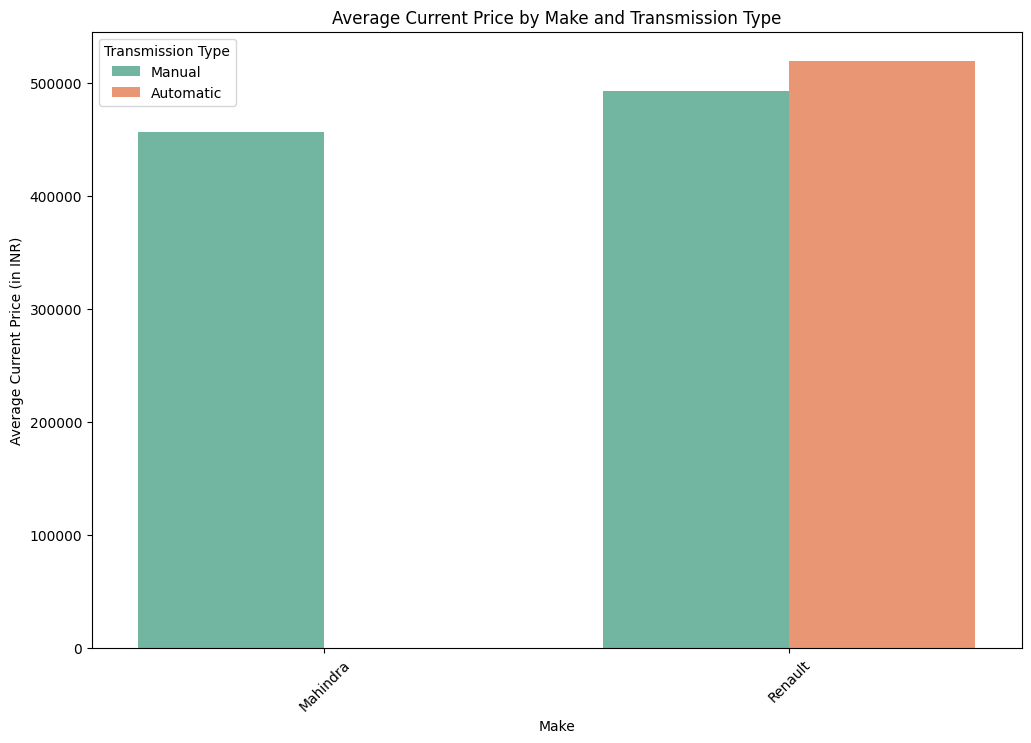 Average Current Price by Make and Transmission Type
Transmission Type
Manual
Automatic
500000
400000
300000
200000
100000
0
Average Current Price (in INR)
Mahindra
Renault
Make